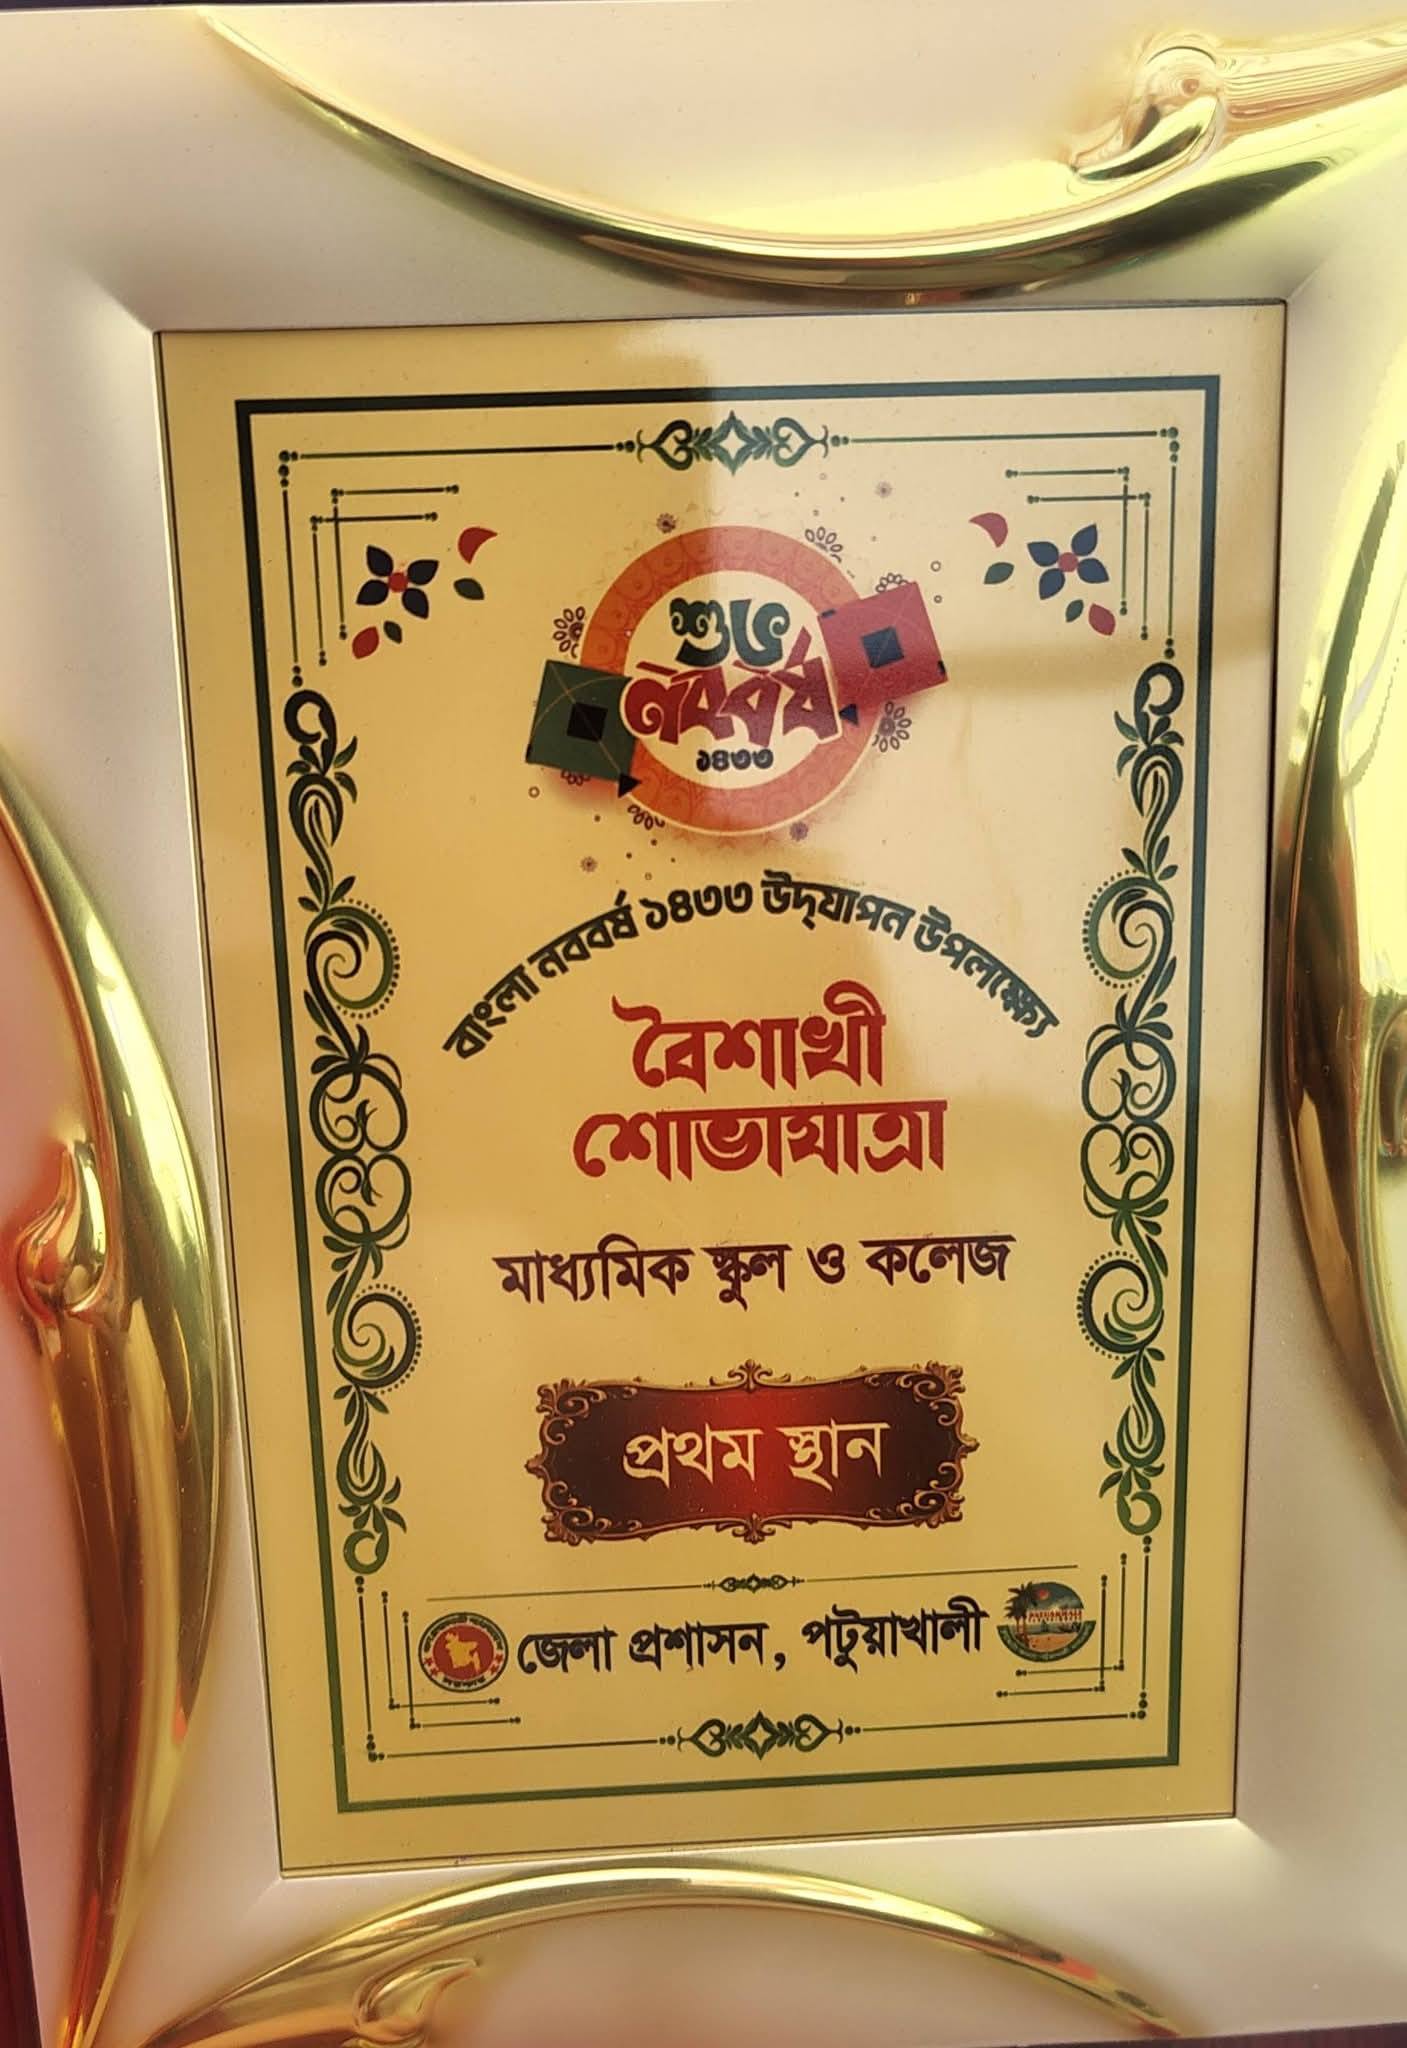 শুভ
নববর্ষ
১৪৩৩
বাংলা নববর্ষ ১৪৩৩ উদ্‌যাপন উপলক্ষ্যে
বৈশাখী
শোভাযাত্রা
মাধ্যমিক স্কুল ও কলেজ
প্রথম স্থান
জেলা প্রশাসন, পটুয়াখালী